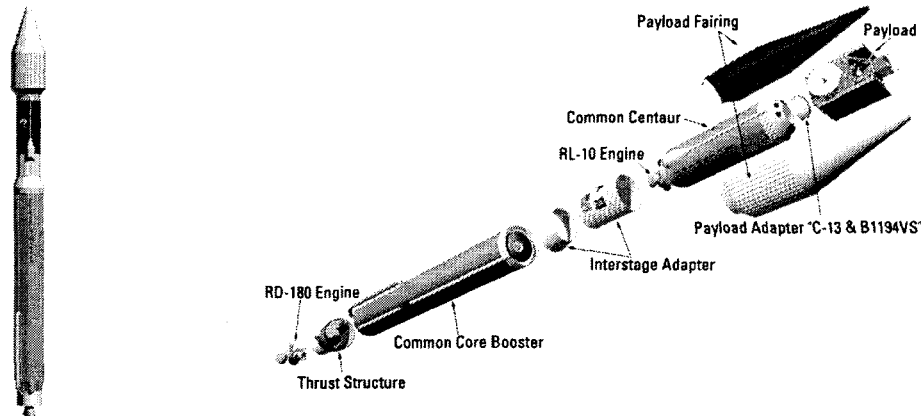 Payload Fairing
Payload
Common Centaur
RL-10 Engine
Payload Adapter "C-13 & B1194VS"
Interstage Adapter
RD-180 Engine
Common Core Booster
Thrust Structure